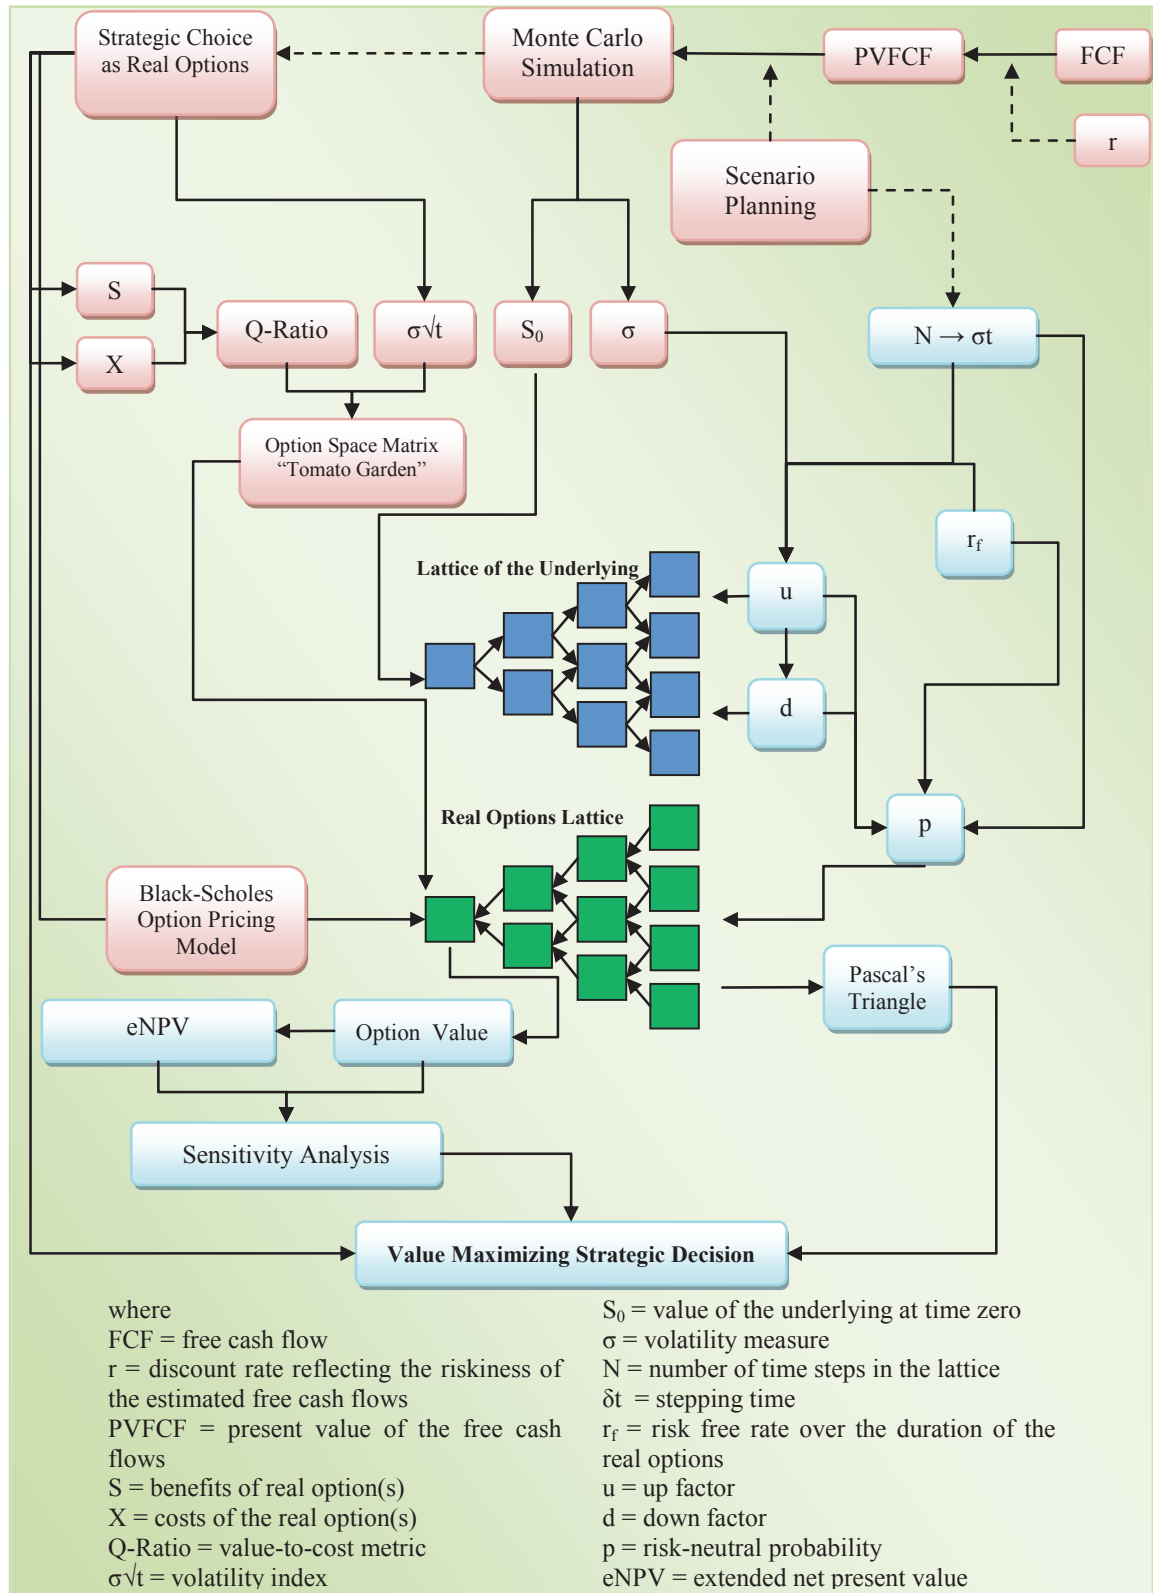 Strategic Choice
as Real Options
Monte Carlo
Simulation
PVFCF
FCF
r
Scenario
Planning
S
X
Q-Ratio
σ√t
S₀
σ
N → σt
Option Space Matrix
“Tomato Garden”
r_f
Lattice of the Underlying
u
d
p
Real Options Lattice
Black-Scholes
Option Pricing
Model
Pascal’s
Triangle
eNPV
Option Value
Sensitivity Analysis
Value Maximizing Strategic Decision
where
FCF = free cash flow
r = discount rate reflecting the riskiness of
the estimated free cash flows
PVFCF = present value of the free cash
flows
S = benefits of real option(s)
X = costs of the real option(s)
Q-Ratio = value-to-cost metric
σ√t = volatility index
S₀ = value of the underlying at time zero
σ = volatility measure
N = number of time steps in the lattice
δt = stepping time
r_f = risk free rate over the duration of the
real options
u = up factor
d = down factor
p = risk-neutral probability
eNPV = extended net present value